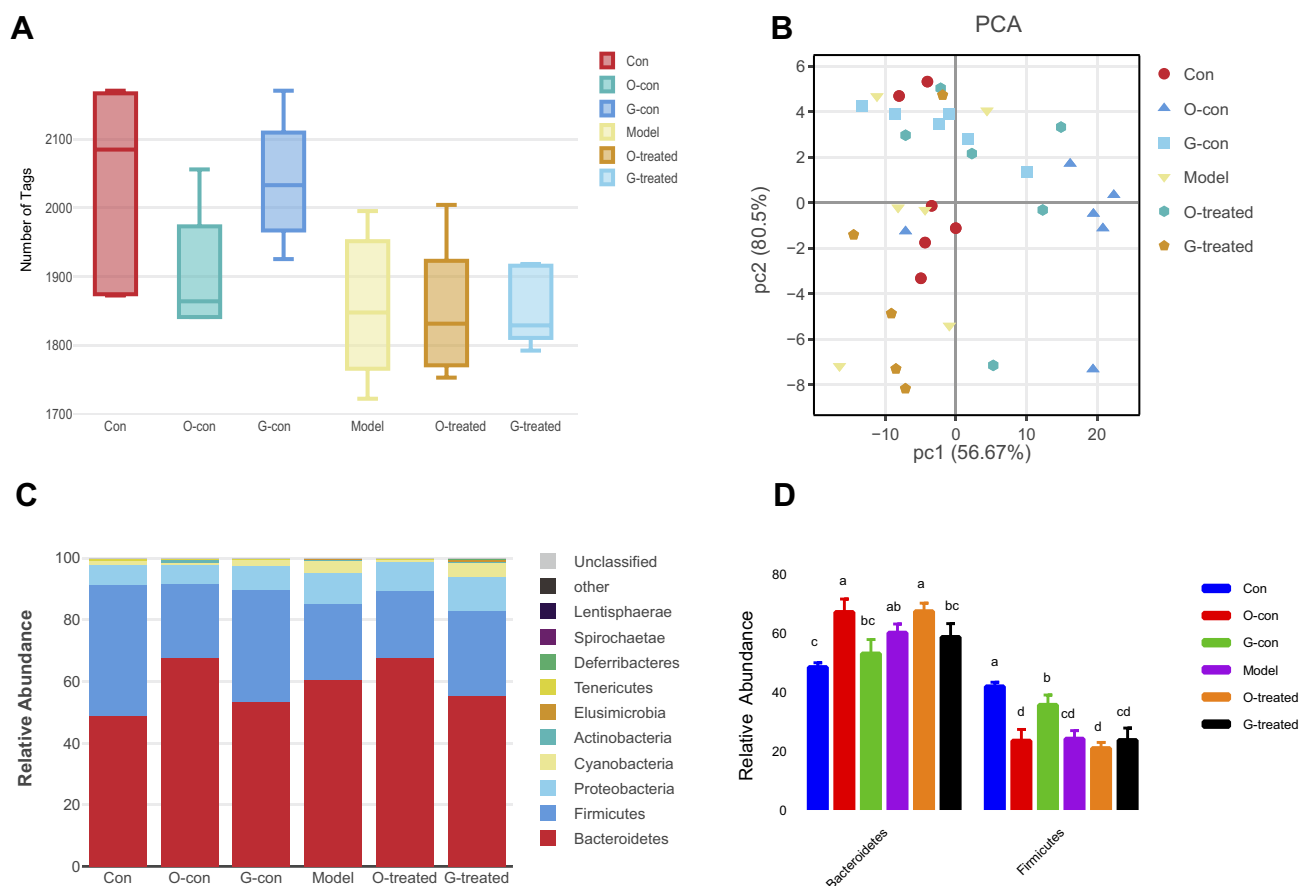 A
Number of Tags
2100
2000
1900
1800
1700
Con
O-con
G-con
Model
O-treated
G-treated
Con
O-con
G-con
Model
O-treated
G-treated
B
PCA
pc2 (80.5%)
6
4
2
0
−2
−4
−6
−8
−10
0
10
20
pc1 (56.67%)
Con
O-con
G-con
Model
O-treated
G-treated
C
Relative Abundance
100
80
60
40
20
0
Con
O-con
G-con
Model
O-treated
G-treated
Unclassified
other
Lentisphaerae
Spirochaetae
Deferribacteres
Tenericutes
Elusimicrobia
Actinobacteria
Cyanobacteria
Proteobacteria
Firmicutes
Bacteroidetes
D
Relative Abundance
80
60
40
20
0
c
a
bc
ab
a
bc
a
d
b
cd
d
cd
Bacteroidetes
Firmicutes
Con
O-con
G-con
Model
O-treated
G-treated